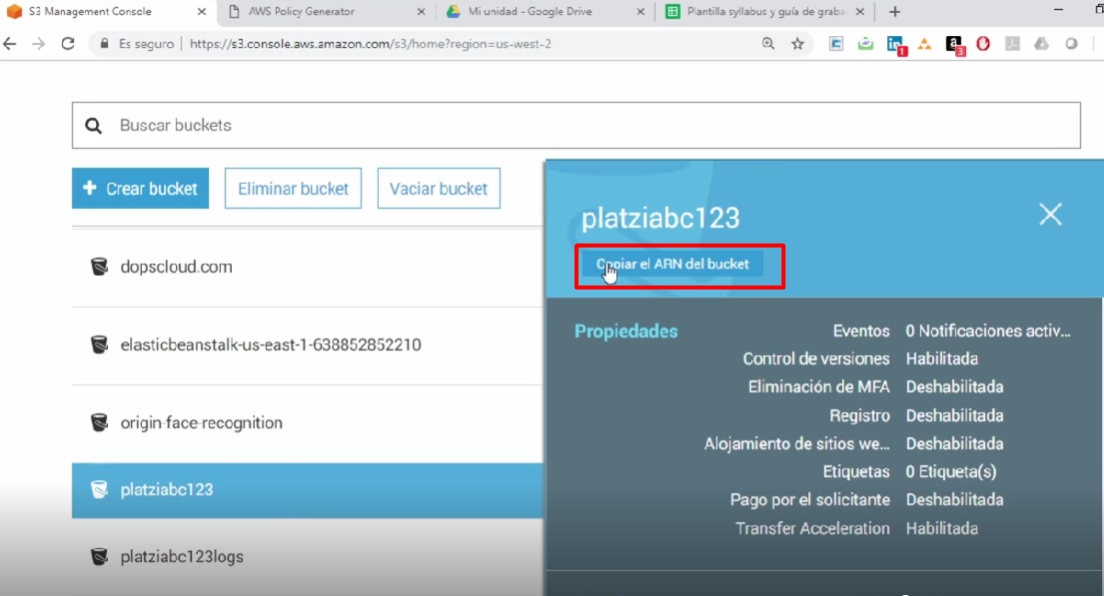 S3 Management Console
AWS Policy Generator
Mi unidad - Google Drive
Plantilla syllabus y guía de graba
Es seguro
https://s3.console.aws.amazon.com/s3/home?region=us-west-2
Buscar buckets
+ Crear bucket
Eliminar bucket
Vaciar bucket
dopscloud.com
elasticbeanstalk-us-east-1-638852852210
origin-face-recognition
platziabc123
platziabc123logs
platziabc123
Copiar el ARN del bucket
Propiedades
Eventos 0 Notificaciones activ...
Control de versiones Habilitada
Eliminación de MFA Deshabilitada
Registro Deshabilitada
Alojamiento de sitios we... Deshabilitada
Etiquetas 0 Etiqueta(s)
Pago por el solicitante Deshabilitada
Transfer Acceleration Habilitada